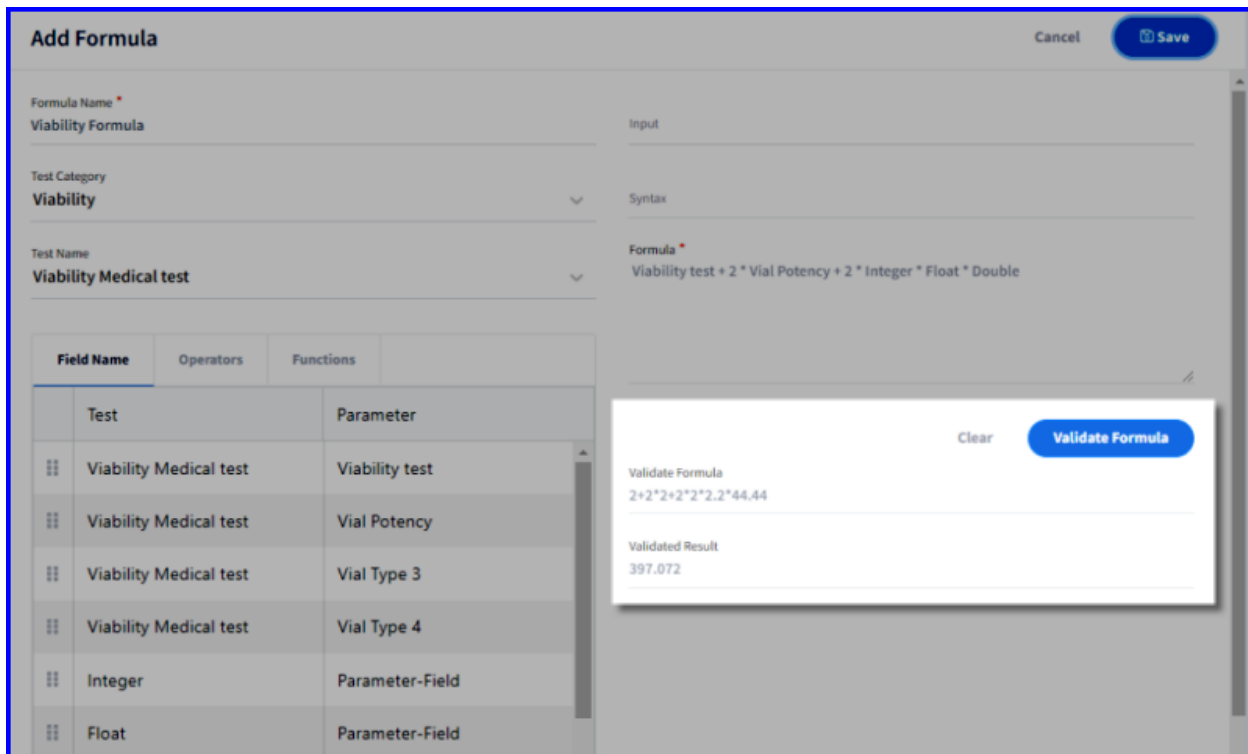 Add Formula
Cancel
Save
Formula Name *
Viability Formula
Input
Test Category
Viability
Syntax
Test Name
Viability Medical test
Formula *
Viability test + 2 * Vial Potency + 2 * Integer * Float * Double
Field Name Operators Functions
Test Parameter
Viability Medical test Viability test
Viability Medical test Vial Potency
Viability Medical test Vial Type 3
Viability Medical test Vial Type 4
Integer Parameter-Field
Float Parameter-Field
Clear
Validate Formula
Validate Formula
2+2*2+2*2*2.2*44.44
Validated Result
397.072